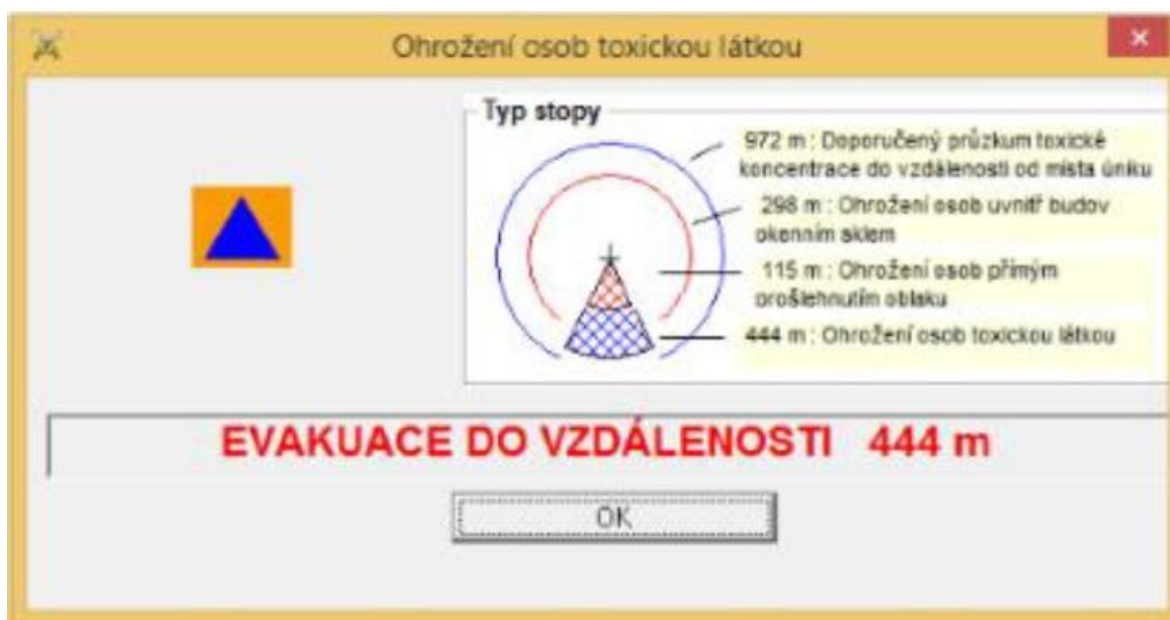 Ohrožení osob toxickou látkou
Typ stopy
972 m : Doporučený průzkum toxické
koncentrace do vzdálenosti od místa úniku
298 m : Ohrožení osob uvnitř budov
okenním sklem
115 m : Ohrožení osob přímým
prošlehnutím oblaku
444 m : Ohrožení osob toxickou látkou
EVAKUACE DO VZDÁLENOSTI 444 m
OK